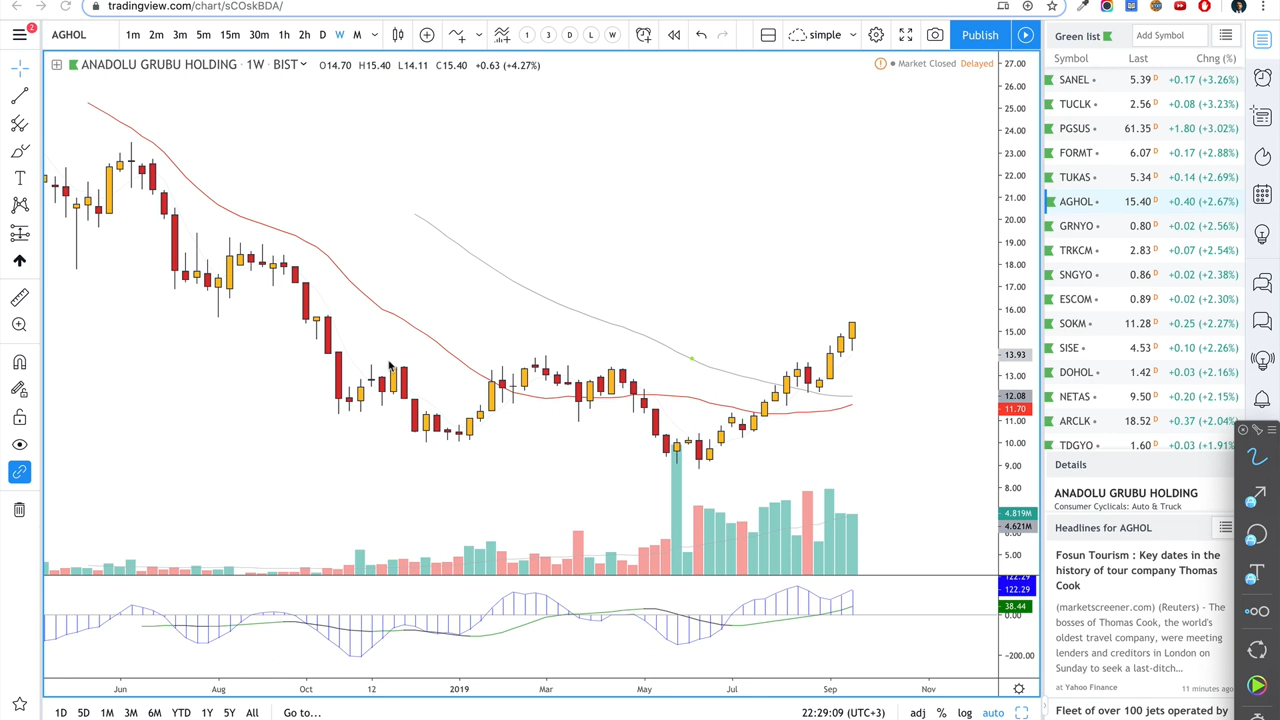 tradingview.com/chart/sCOskBDA/
2
AGHOL 1m 2m 3m 5m 15m 30m 1h 2h D W M 1 3 D L W simple Publish
ANADOLU GRUBU HOLDING · 1W · BIST O14.70 H15.40 L14.11 C15.40 +0.63 (+4.27%) Market Closed Delayed
27.00
26.00
25.00
24.00
23.00
22.00
21.00
20.00
19.00
18.00
17.00
16.00
15.00
13.93
13.00
12.08
11.70
11.00
10.00
9.00
8.00
4.819M
4.621M
6.00
5.00
122.29
122.29
38.44
0.00
-200.00
Jun Aug Oct 12 2019 Mar May Jul Sep Nov
1D 5D 1M 3M 6M YTD 1Y 5Y All Go to... 22:29:09 (UTC+3) adj % log auto
Green list Add Symbol
Symbol Last Chng (%)
SANEL 5.39 D +0.17 (+3.26%)
TUCLK 2.56 D +0.08 (+3.23%)
PGSUS 61.35 D +1.80 (+3.02%)
FORMT 6.07 D +0.17 (+2.88%)
TUKAS 5.34 D +0.14 (+2.69%)
AGHOL 15.40 D +0.40 (+2.67%)
GRNYO 0.80 D +0.02 (+2.56%)
TRKCM 2.83 D +0.07 (+2.54%)
SNGYO 0.86 D +0.02 (+2.38%)
ESCOM 0.89 D +0.02 (+2.30%)
SOKM 11.28 D +0.25 (+2.27%)
SISE 4.53 D +0.10 (+2.26%)
DOHOL 1.42 D +0.03 (+2.16%)
NETAS 9.50 D +0.20 (+2.15%)
ARCLK 18.52 D +0.37 (+2.04%)
TDGYO 1.60 D +0.03 (+1.91%)
Details
ANADOLU GRUBU HOLDING
Consumer Cyclicals: Auto & Truck
Headlines for AGHOL
Fosun Tourism : Key dates in the
history of tour company Thomas
Cook
(marketscreener.com) (Reuters) - The
bosses of Thomas Cook, the world's
oldest travel company, were meeting
lenders and creditors in London on
Sunday to seek a last-ditch...
at Yahoo Finance 11 minutes ago
Fleet of over 100 jets operated by